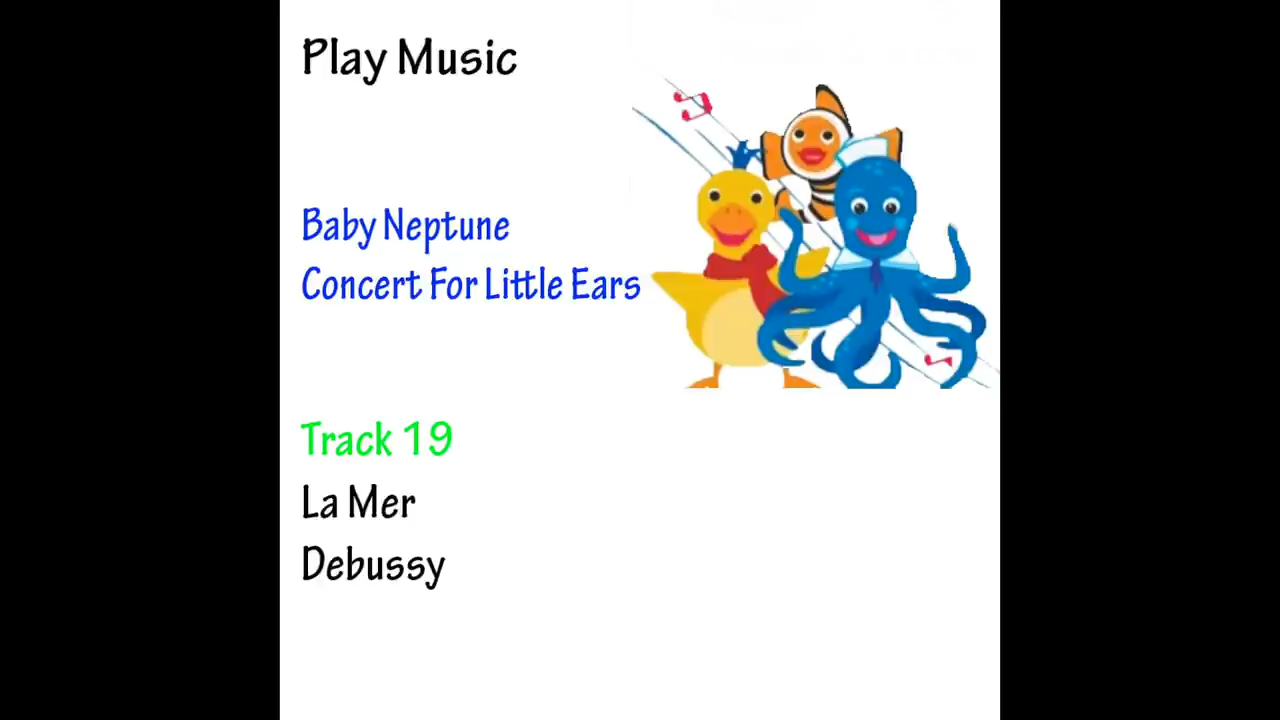 Play Music
Baby Neptune
Concert For Little Ears
Track 19
La Mer
Debussy